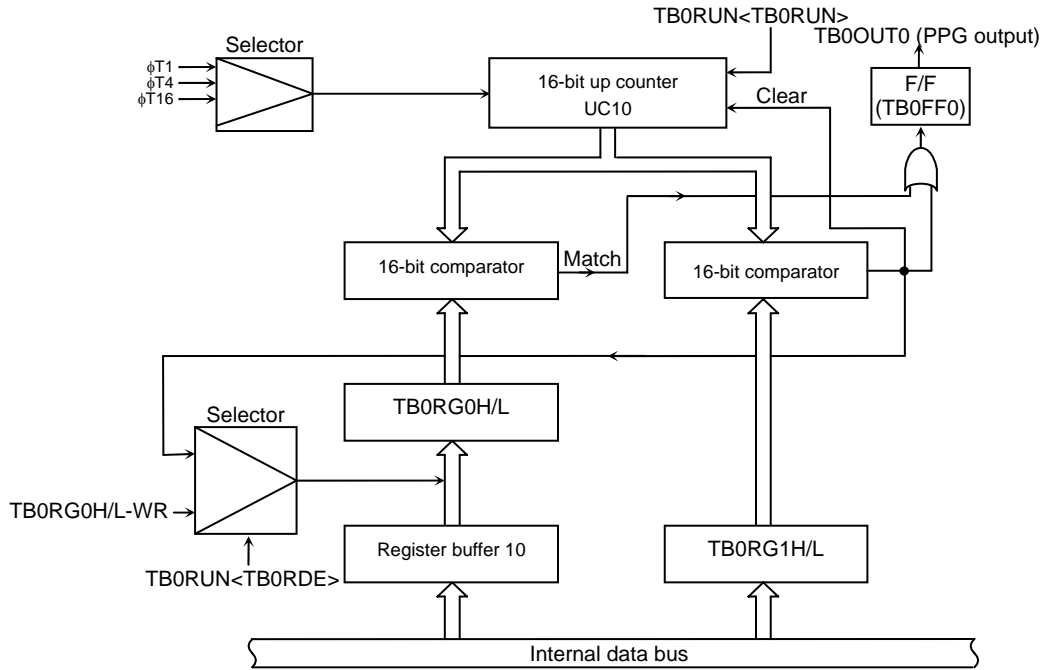 TB0RUN<TB0RUN>
TB0OUT0 (PPG output)
Selector
φT1
φT4
φT16
16-bit up counter
UC10
Clear
F/F
(TB0FF0)
16-bit comparator
Match
16-bit comparator
TB0RG0H/L
Selector
TB0RG0H/L-WR
Register buffer 10
TB0RG1H/L
TB0RUN<TB0RDE>
Internal data bus